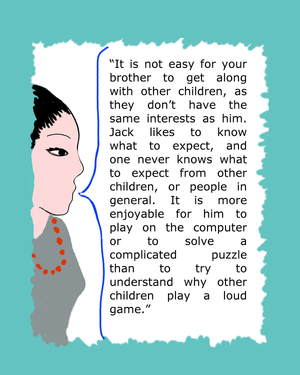 “It is not easy for your
brother to get along
with other children, as
they don’t have the
same interests as him.
Jack likes to know
what to expect, and
one never knows what
to expect from other
children, or people in
general. It is more
enjoyable for him to
play on the computer
or to solve a
complicated puzzle
than to try to
understand why other
children play a loud
game.”